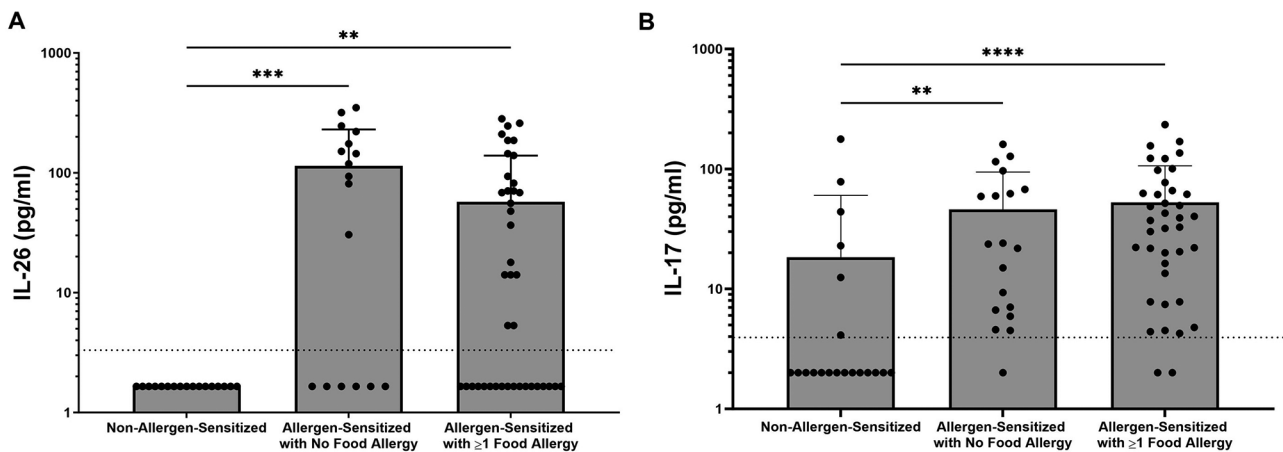 A
**
***
1000
100
10
1
IL-26 (pg/ml)
Non-Allergen-Sensitized
Allergen-Sensitized
with No Food Allergy
Allergen-Sensitized
with ≥1 Food Allergy
B
****
**
1000
100
10
1
IL-17 (pg/ml)
Non-Allergen-Sensitized
Allergen-Sensitized
with No Food Allergy
Allergen-Sensitized
with ≥1 Food Allergy